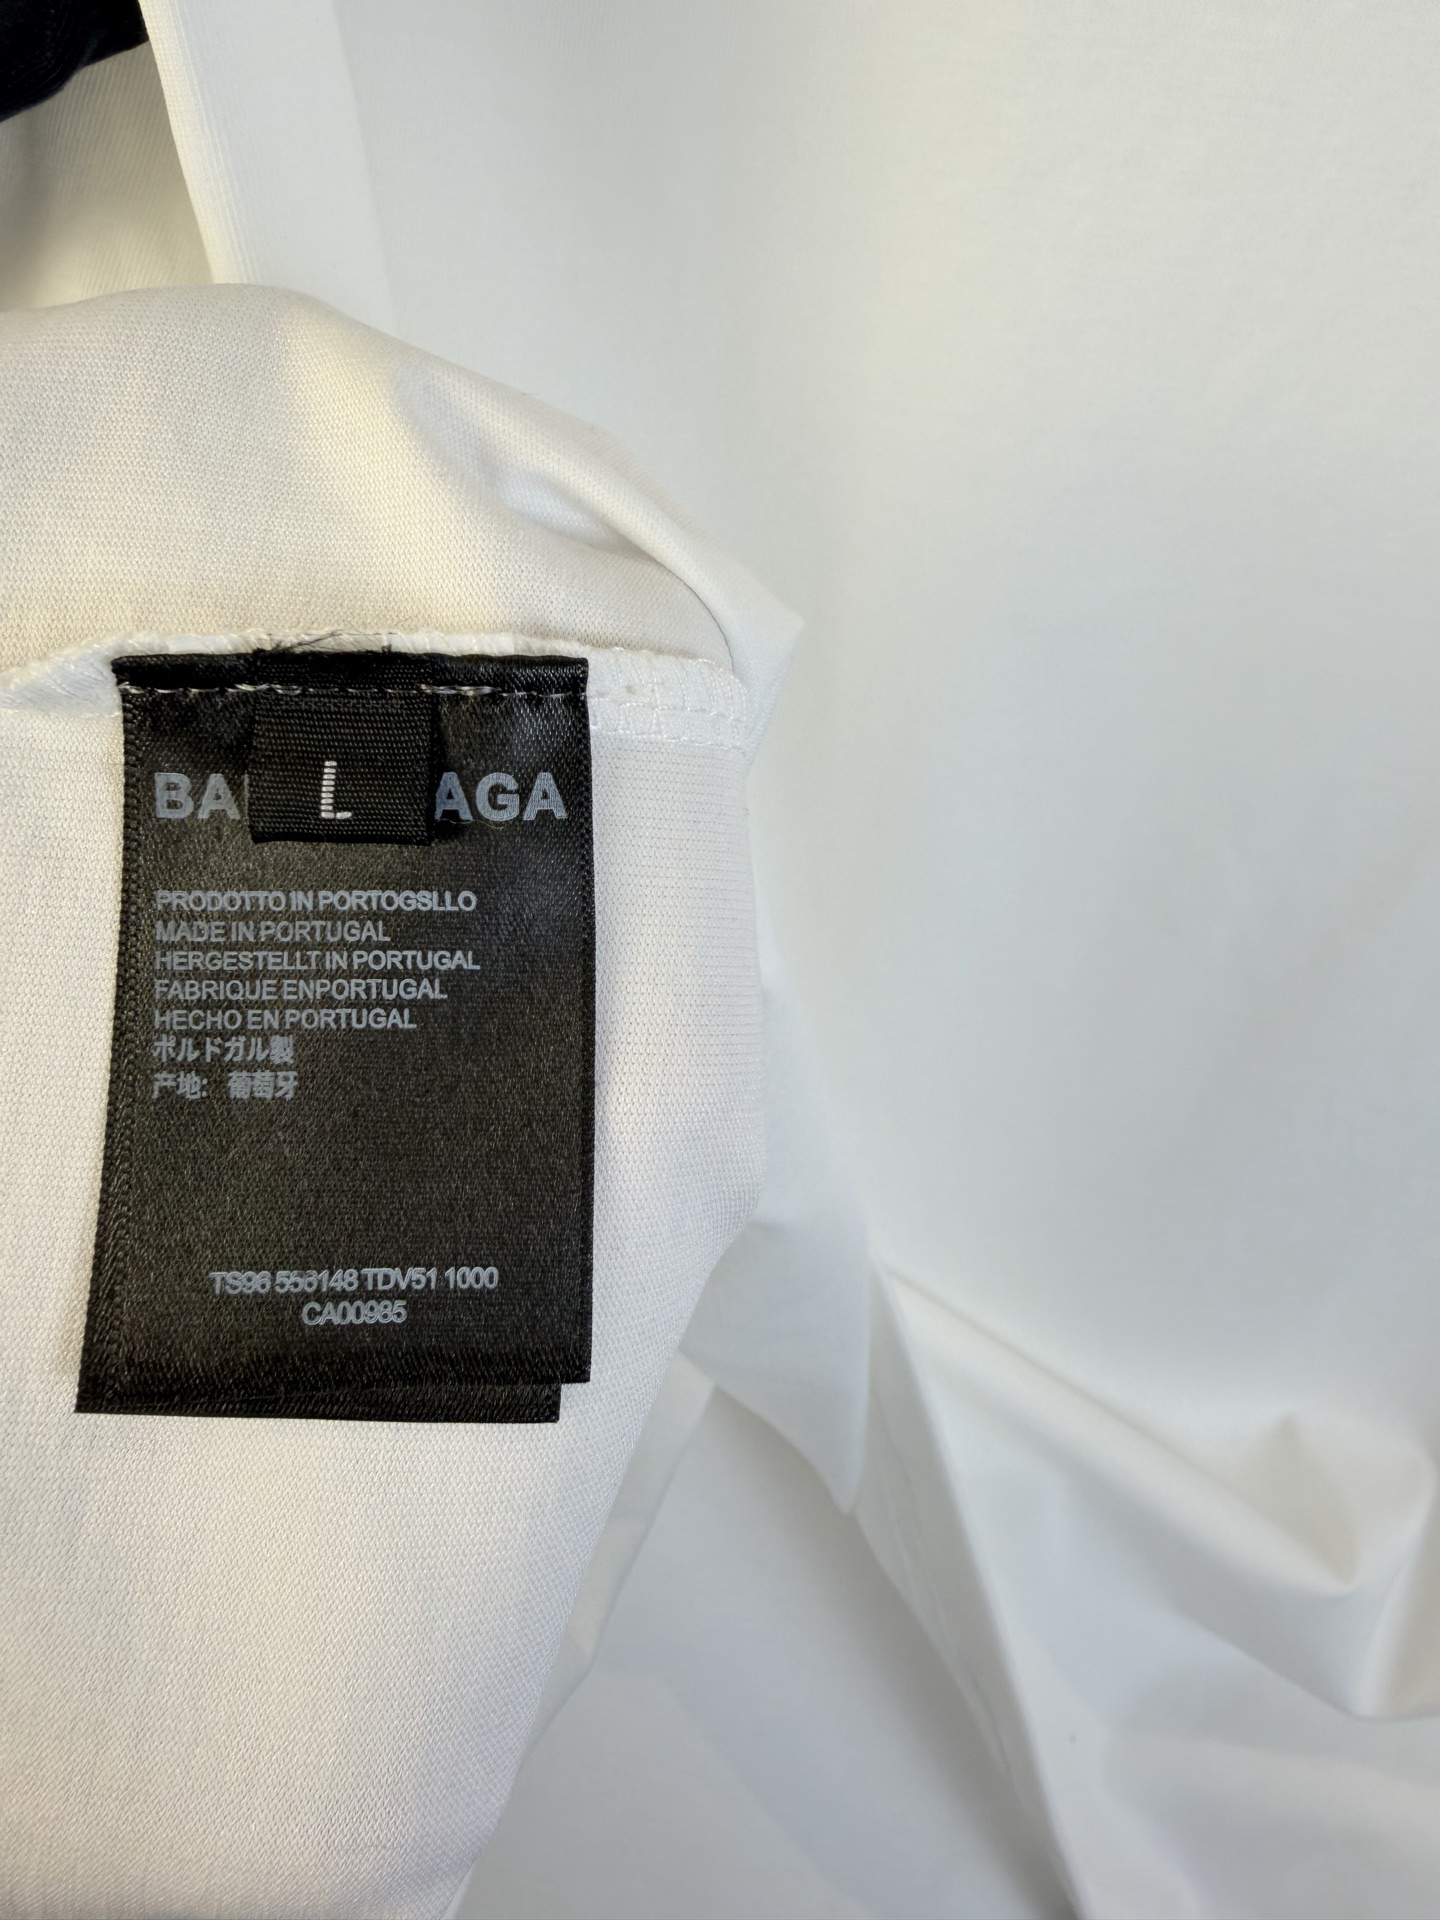 BA L AGA
PRODOTTO IN PORTOGSLLO
MADE IN PORTUGAL
HERGESTELLT IN PORTUGAL
FABRIQUE ENPORTUGAL
HECHO EN PORTUGAL
ポルドガル製
产地: 葡萄牙
TS96 556148 TDV51 1000
CA00985